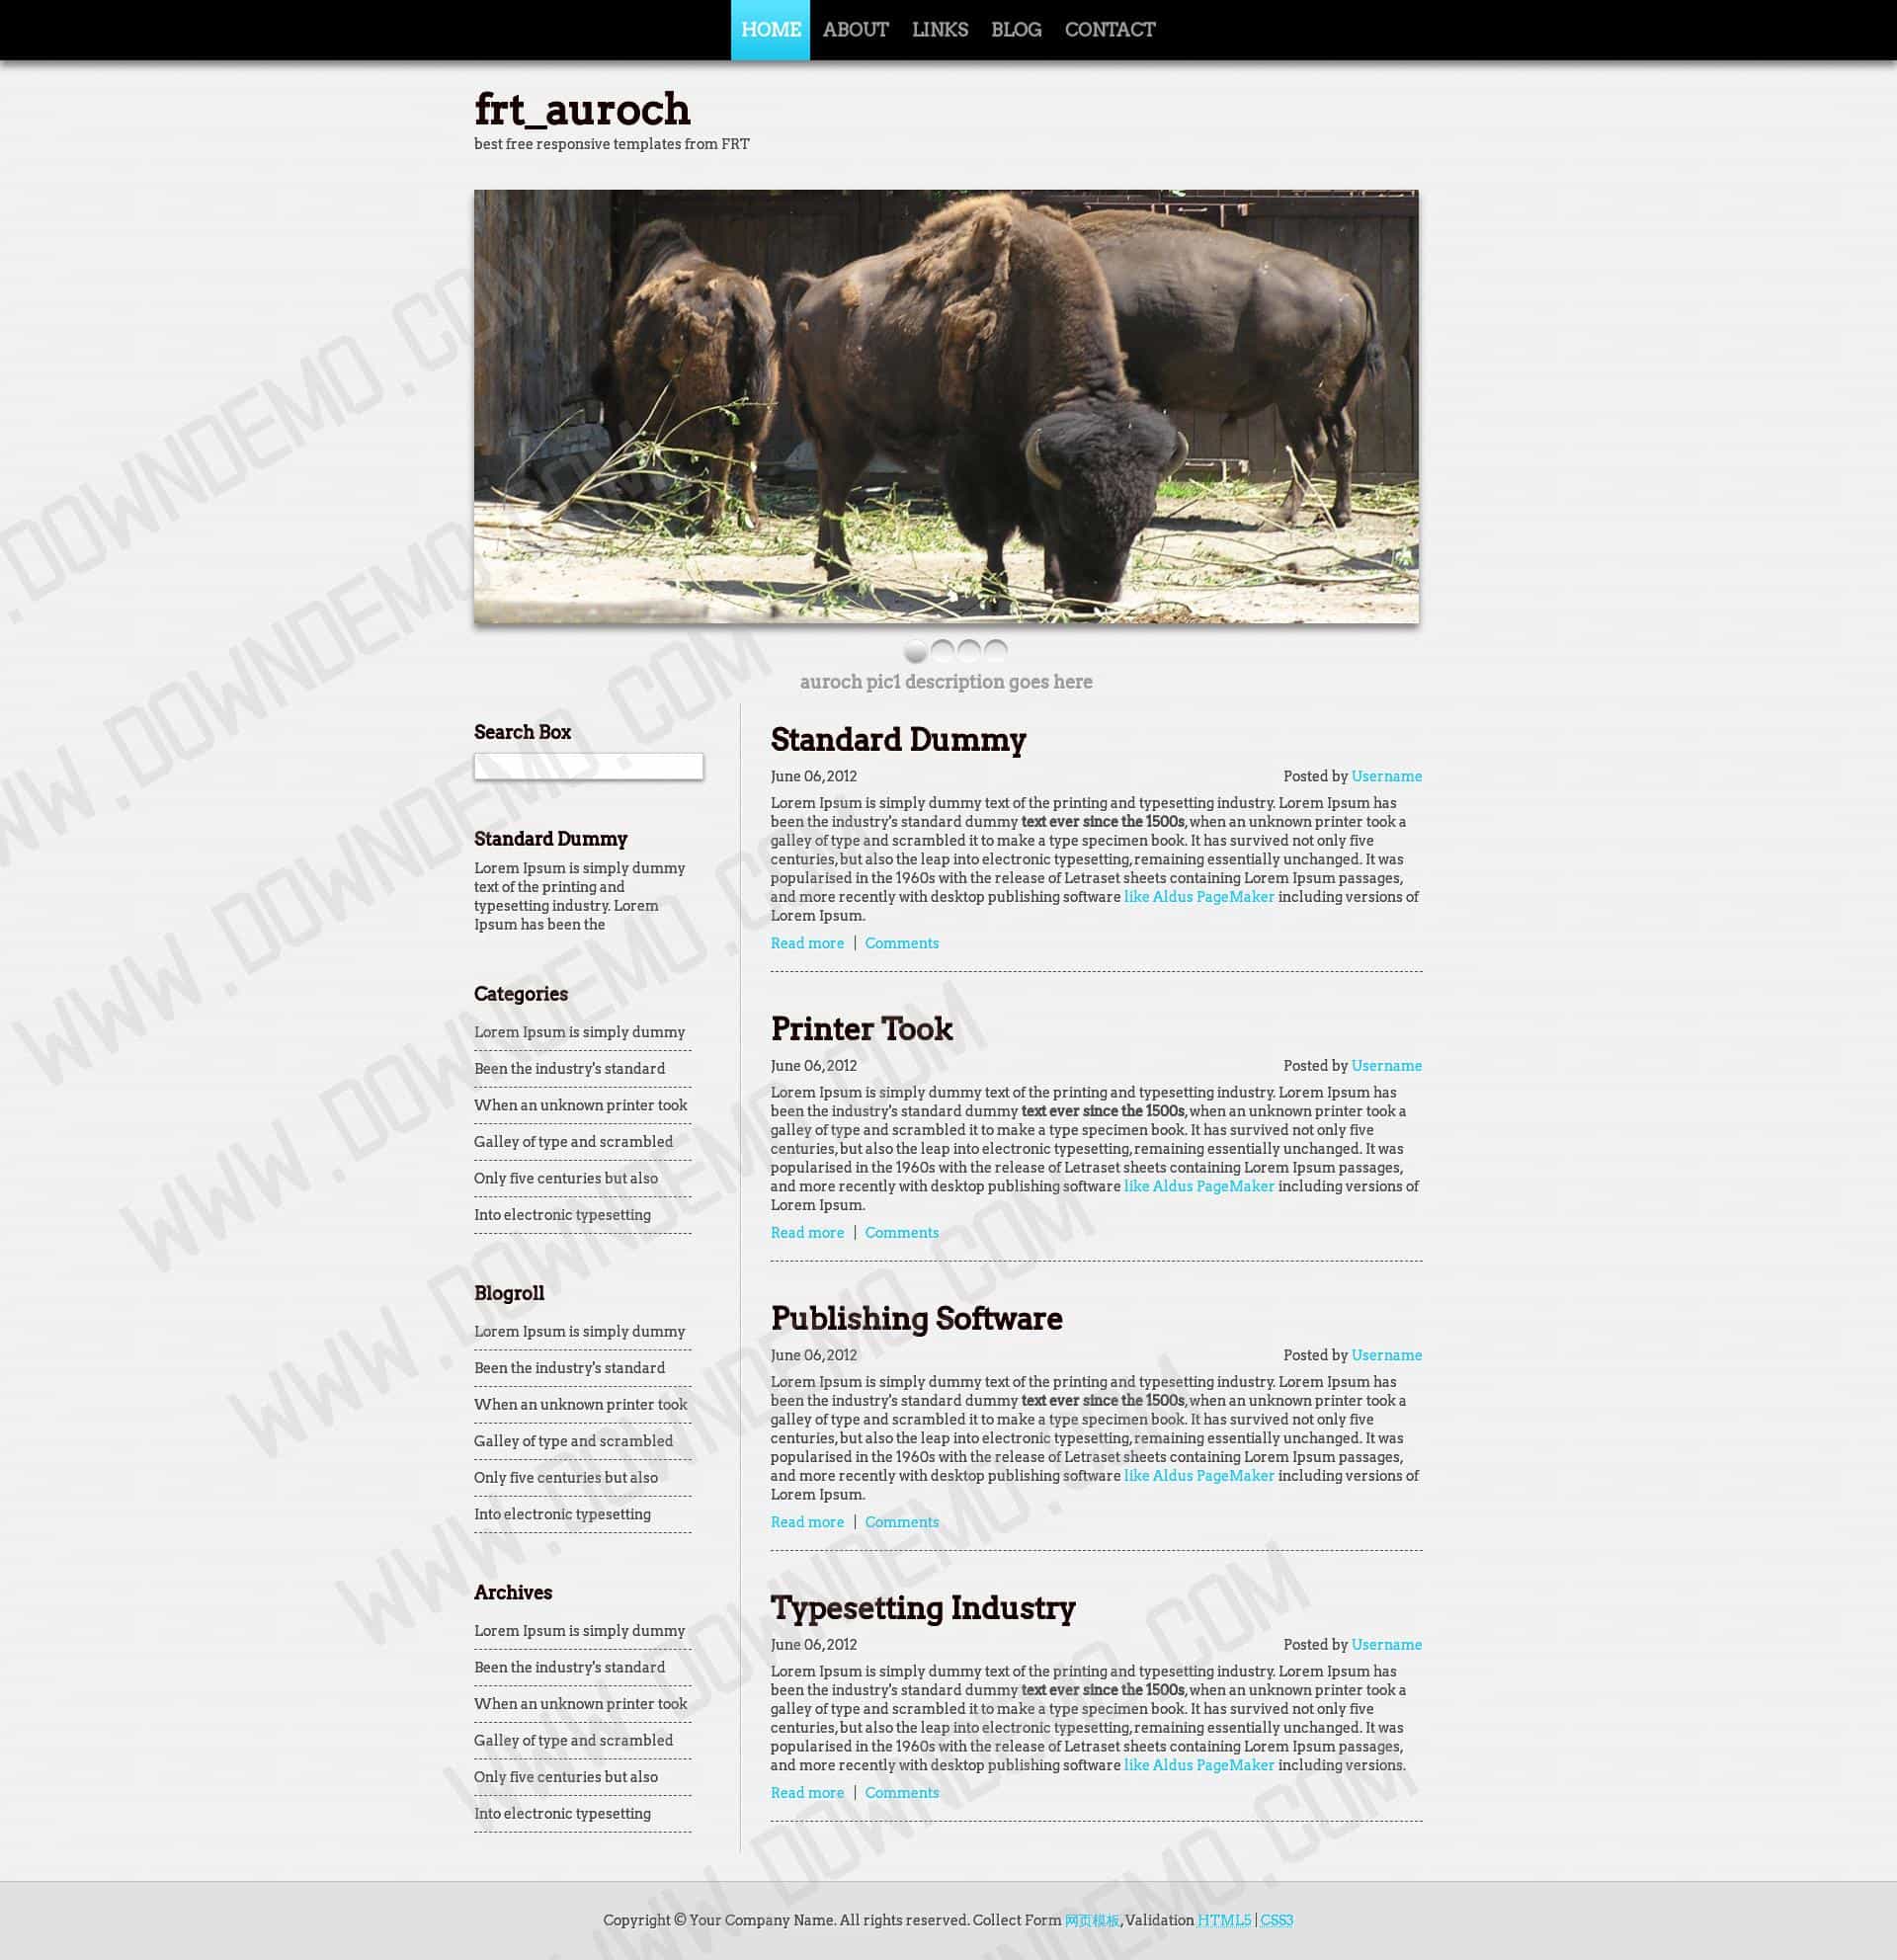 HOME ABOUT LINKS BLOG CONTACT
frt_auroch
best free responsive templates from FRT
auroch pic1 description goes here
Search Box
Standard Dummy
Lorem Ipsum is simply dummy
text of the printing and
typesetting industry. Lorem
Ipsum has been the
Categories
Lorem Ipsum is simply dummy
Been the industry's standard
When an unknown printer took
Galley of type and scrambled
Only five centuries but also
Into electronic typesetting
Blogroll
Lorem Ipsum is simply dummy
Been the industry's standard
When an unknown printer took
Galley of type and scrambled
Only five centuries but also
Into electronic typesetting
Archives
Lorem Ipsum is simply dummy
Been the industry's standard
When an unknown printer took
Galley of type and scrambled
Only five centuries but also
Into electronic typesetting
Standard Dummy
June 06, 2012 Posted by Username
Lorem Ipsum is simply dummy text of the printing and typesetting industry. Lorem Ipsum has
been the industry's standard dummy text ever since the 1500s, when an unknown printer took a
galley of type and scrambled it to make a type specimen book. It has survived not only five
centuries, but also the leap into electronic typesetting, remaining essentially unchanged. It was
popularised in the 1960s with the release of Letraset sheets containing Lorem Ipsum passages,
and more recently with desktop publishing software like Aldus PageMaker including versions of
Lorem Ipsum.
Read more | Comments
Printer Took
June 06, 2012 Posted by Username
Lorem Ipsum is simply dummy text of the printing and typesetting industry. Lorem Ipsum has
been the industry's standard dummy text ever since the 1500s, when an unknown printer took a
galley of type and scrambled it to make a type specimen book. It has survived not only five
centuries, but also the leap into electronic typesetting, remaining essentially unchanged. It was
popularised in the 1960s with the release of Letraset sheets containing Lorem Ipsum passages,
and more recently with desktop publishing software like Aldus PageMaker including versions of
Lorem Ipsum.
Read more | Comments
Publishing Software
June 06, 2012 Posted by Username
Lorem Ipsum is simply dummy text of the printing and typesetting industry. Lorem Ipsum has
been the industry's standard dummy text ever since the 1500s, when an unknown printer took a
galley of type and scrambled it to make a type specimen book. It has survived not only five
centuries, but also the leap into electronic typesetting, remaining essentially unchanged. It was
popularised in the 1960s with the release of Letraset sheets containing Lorem Ipsum passages,
and more recently with desktop publishing software like Aldus PageMaker including versions of
Lorem Ipsum.
Read more | Comments
Typesetting Industry
June 06, 2012 Posted by Username
Lorem Ipsum is simply dummy text of the printing and typesetting industry. Lorem Ipsum has
been the industry's standard dummy text ever since the 1500s, when an unknown printer took a
galley of type and scrambled it to make a type specimen book. It has survived not only five
centuries, but also the leap into electronic typesetting, remaining essentially unchanged. It was
popularised in the 1960s with the release of Letraset sheets containing Lorem Ipsum passages,
and more recently with desktop publishing software like Aldus PageMaker including versions.
Read more | Comments
Copyright © Your Company Name. All rights reserved. Collect Form 网页模板, Validation HTML5 | CSS3
.DOWNDEMO.COM
WWW.DOWNDEMO.COM
WWW.DOWNDEMO.COM
WWW.DOWNDEMO.COM
WWW.DOWNDEMO.COM
WWW.DOWNDEMO.COM
WWW.DOWNDEMO.COM
WWW.DOWNDEMO.COM
WWW.DOWNDEMO.COM